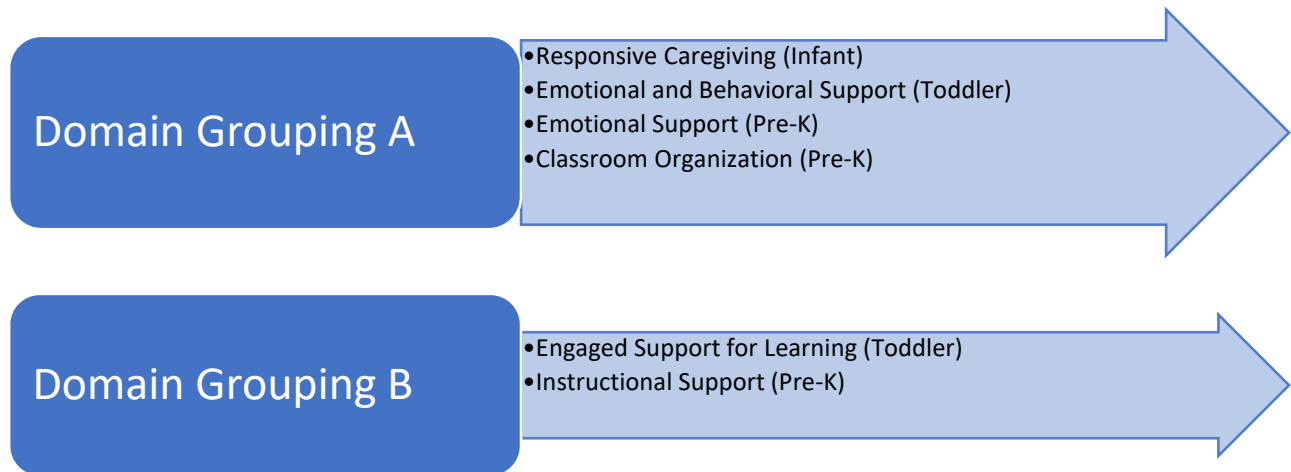 Domain Grouping A
•Responsive Caregiving (Infant)
•Emotional and Behavioral Support (Toddler)
•Emotional Support (Pre-K)
•Classroom Organization (Pre-K)
Domain Grouping B
•Engaged Support for Learning (Toddler)
•Instructional Support (Pre-K)